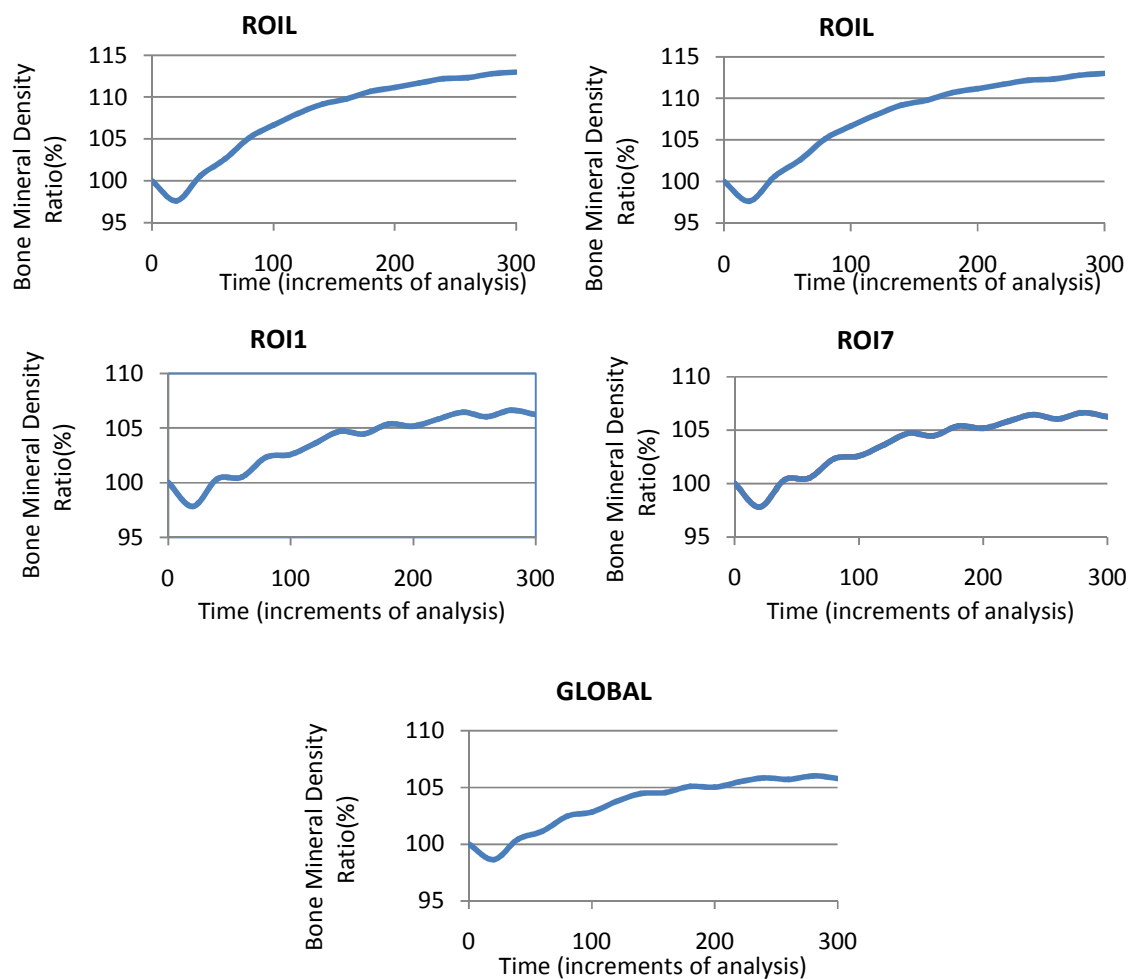 ROIL
Bone Mineral Density
Ratio(%)
115
110
105
100
95
0
100
200
300
Time (increments of analysis)
ROIL
Bone Mineral Density
Ratio(%)
115
110
105
100
95
0
100
200
300
Time (increments of analysis)
ROI1
Bone Mineral Density
Ratio(%)
110
105
100
95
0
100
200
300
Time (increments of analysis)
ROI7
Bone Mineral Density
Ratio(%)
110
105
100
95
0
100
200
300
Time (increments of analysis)
GLOBAL
Bone Mineral Density
Ratio(%)
110
105
100
95
0
100
200
300
Time (increments of analysis)